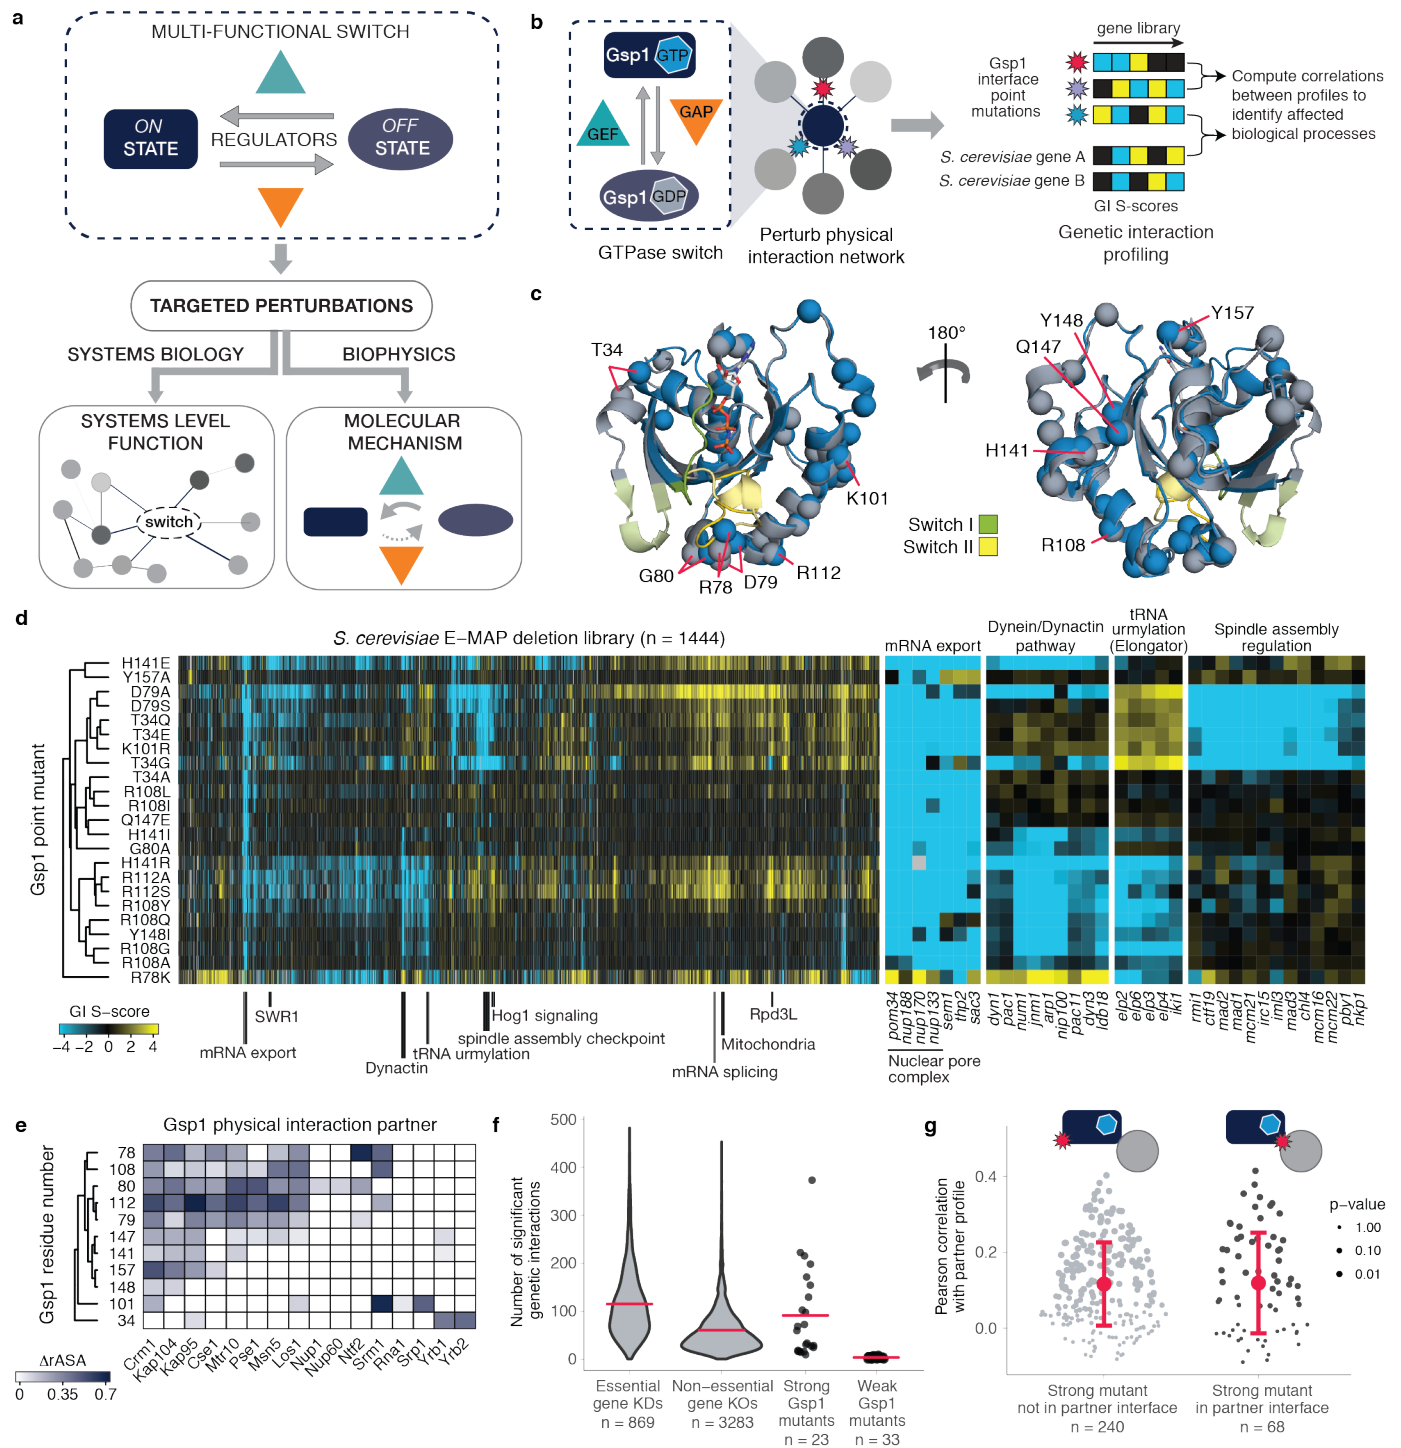 a
MULTI-FUNCTIONAL SWITCH
ON
STATE
REGULATORS
OFF
STATE
TARGETED PERTURBATIONS
SYSTEMS BIOLOGY
BIOPHYSICS
SYSTEMS LEVEL
FUNCTION
switch
MOLECULAR
MECHANISM
b
Gsp1 GTP
GEF
GAP
Gsp1 GDP
GTPase switch
Perturb physical
interaction network
gene library
Gsp1
interface
point
mutations
S. cerevisiae gene A
S. cerevisiae gene B
GI S-scores
Genetic interaction
profiling
Compute correlations
between profiles to
identify affected
biological processes
c
T34
G80
R78
D79
R112
K101
180°
Switch I
Switch II
Y157
Y148
Q147
H141
R108
d
S. cerevisiae E−MAP deletion library (n = 1444)
mRNA export
Dynein/Dynactin
pathway
tRNA
urmylation
(Elongator)
Spindle assembly
regulation
Gsp1 point mutant
H141E
Y157A
D79A
D79S
T34Q
T34E
K101R
T34G
T34A
R108L
R108I
Q147E
H141I
G80A
H141R
R112A
R112S
R108Y
R108Q
Y148I
R108G
R108A
R78K
GI S−score
−4 −2 0 2 4
mRNA export
SWR1
Dynactin
tRNA urmylation
spindle assembly checkpoint
Hog1 signaling
mRNA splicing
Mitochondria
Rpd3L
pom34
nup188
nup170
nup133
sem1
thp2
sac3
Nuclear pore
complex
dyn1
pac1
num1
jnm1
arp1
nip100
pac11
dyn3
ldb18
elp2
elp6
elp3
elp4
iki1
rmi1
ctf19
mad2
mad1
mcm21
irc15
iml3
mad3
chl4
mcm16
mcm22
pby1
nkp1
e
Gsp1 physical interaction partner
Gsp1 residue number
78
108
80
112
79
147
141
157
148
101
34
Crm1
Kap104
Kap95
Cse1
Mtr10
Pse1
Msn5
Los1
Nup1
Nup60
Ntf2
Srm1
Rna1
Srp1
Yrb1
Yrb2
ΔrASA
0 0.35 0.7
f
Number of significant
genetic interactions
500
400
300
200
100
0
Essential
gene KDs
n = 869
Non−essential
gene KOs
n = 3283
Strong
Gsp1
mutants
n = 23
Weak
Gsp1
mutants
n = 33
g
Pearson correlation
with partner profile
0.4
0.2
0.0
Strong mutant
not in partner interface
n = 240
Strong mutant
in partner interface
n = 68
p−value
1.00
0.10
0.01